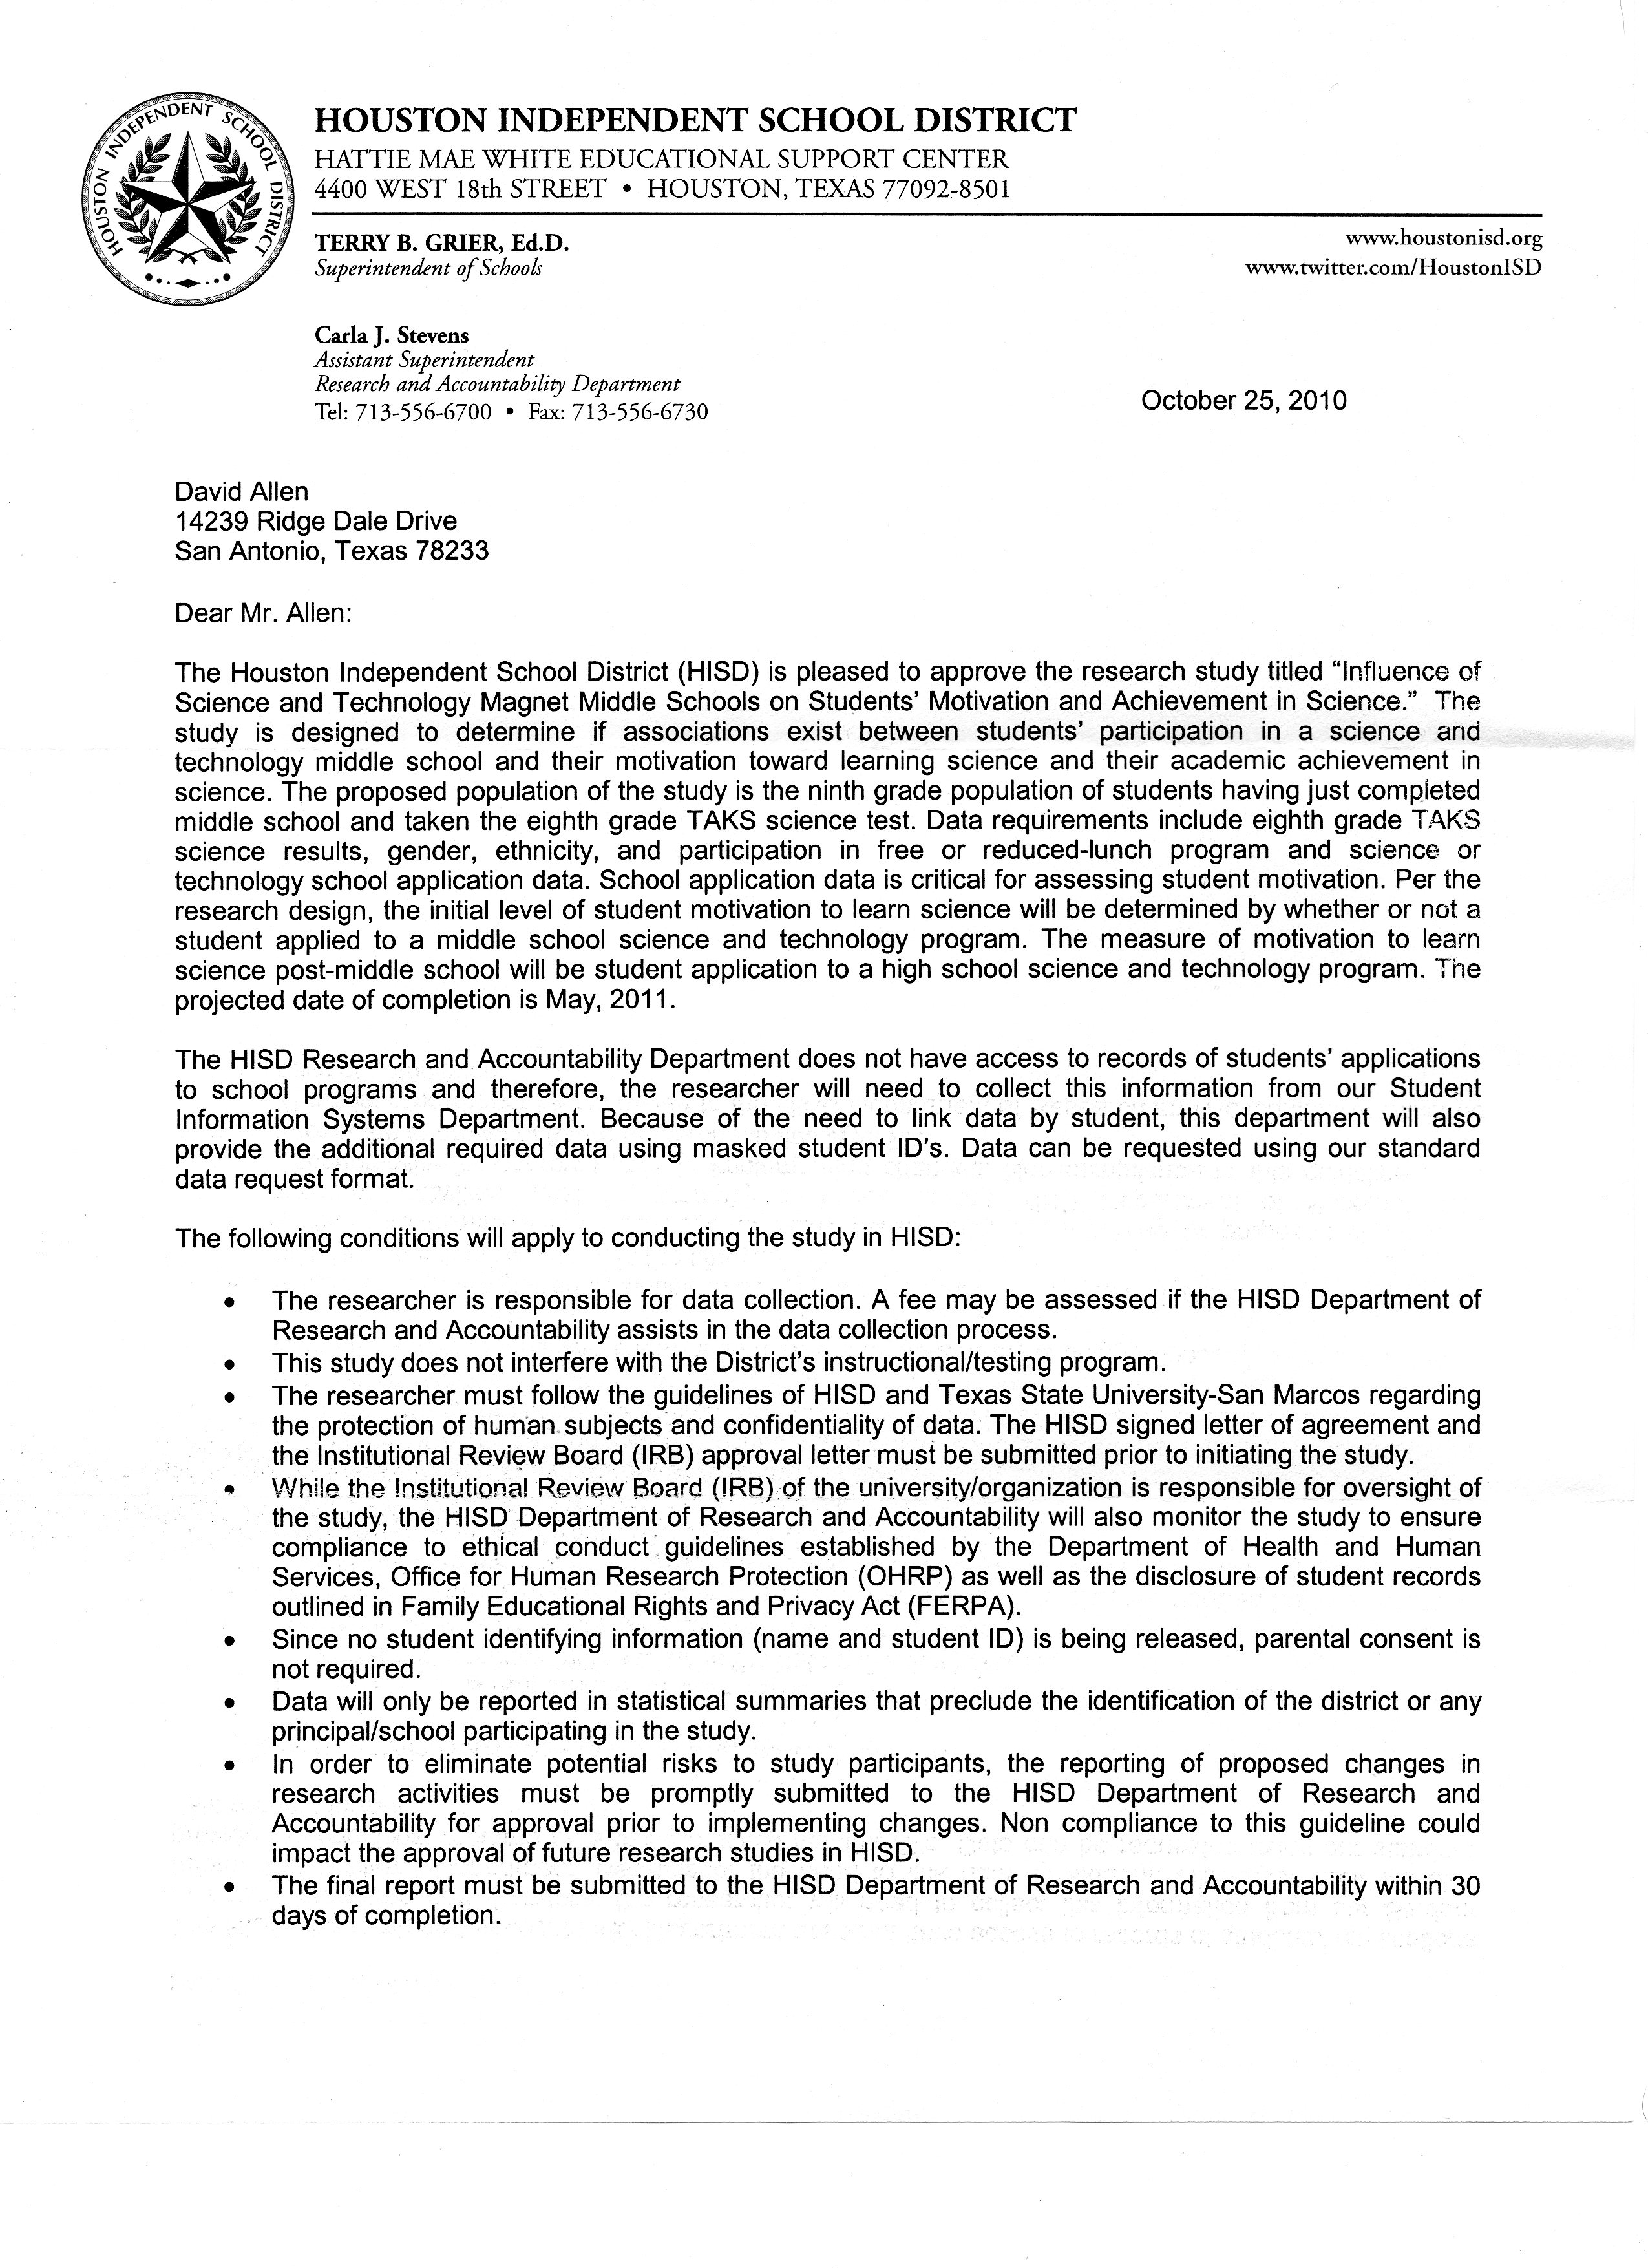 HOUSTON INDEPENDENT SCHOOL DISTRICT
HOUSTON INDEPENDENT SCHOOL DISTRICT
HATTIE MAE WHITE EDUCATIONAL SUPPORT CENTER
4400 WEST 18th STREET • HOUSTON, TEXAS 77092-8501
TERRY B. GRIER, Ed.D.
Superintendent of Schools
www.houstonisd.org
www.twitter.com/HoustonISD
Carla J. Stevens
Assistant Superintendent
Research and Accountability Department
Tel: 713-556-6700 • Fax: 713-556-6730
October 25, 2010
David Allen
14239 Ridge Dale Drive
San Antonio, Texas 78233
Dear Mr. Allen:
The Houston Independent School District (HISD) is pleased to approve the research study titled “Influence of
Science and Technology Magnet Middle Schools on Students’ Motivation and Achievement in Science.” The
study is designed to determine if associations exist between students’ participation in a science and
technology middle school and their motivation toward learning science and their academic achievement in
science. The proposed population of the study is the ninth grade population of students having just completed
middle school and taken the eighth grade TAKS science test. Data requirements include eighth grade TAKS
science results, gender, ethnicity, and participation in free or reduced-lunch program and science or
technology school application data. School application data is critical for assessing student motivation. Per the
research design, the initial level of student motivation to learn science will be determined by whether or not a
student applied to a middle school science and technology program. The measure of motivation to learn
science post-middle school will be student application to a high school science and technology program. The
projected date of completion is May, 2011.
The HISD Research and Accountability Department does not have access to records of students’ applications
to school programs and therefore, the researcher will need to collect this information from our Student
Information Systems Department. Because of the need to link data by student, this department will also
provide the additional required data using masked student ID’s. Data can be requested using our standard
data request format.
The following conditions will apply to conducting the study in HISD:
• The researcher is responsible for data collection. A fee may be assessed if the HISD Department of
Research and Accountability assists in the data collection process.
• This study does not interfere with the District’s instructional/testing program.
• The researcher must follow the guidelines of HISD and Texas State University-San Marcos regarding
the protection of human subjects and confidentiality of data. The HISD signed letter of agreement and
the Institutional Review Board (IRB) approval letter must be submitted prior to initiating the study.
• While the Institutional Review Board (IRB) of the university/organization is responsible for oversight of
the study, the HISD Department of Research and Accountability will also monitor the study to ensure
compliance to ethical conduct guidelines established by the Department of Health and Human
Services, Office for Human Research Protection (OHRP) as well as the disclosure of student records
outlined in Family Educational Rights and Privacy Act (FERPA).
• Since no student identifying information (name and student ID) is being released, parental consent is
not required.
• Data will only be reported in statistical summaries that preclude the identification of the district or any
principal/school participating in the study.
• In order to eliminate potential risks to study participants, the reporting of proposed changes in
research activities must be promptly submitted to the HISD Department of Research and
Accountability for approval prior to implementing changes. Non compliance to this guideline could
impact the approval of future research studies in HISD.
• The final report must be submitted to the HISD Department of Research and Accountability within 30
days of completion.